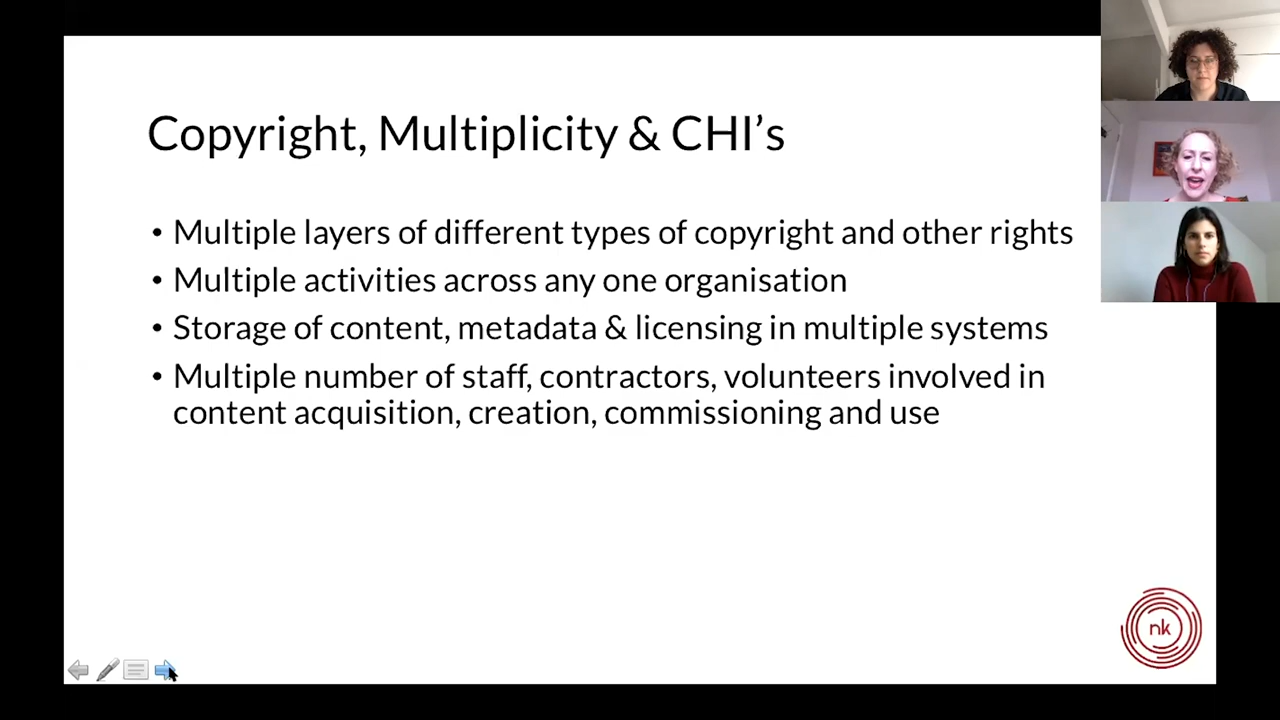 Copyright, Multiplicity & CHI’s
• Multiple layers of different types of copyright and other rights
• Multiple activities across any one organisation
• Storage of content, metadata & licensing in multiple systems
• Multiple number of staff, contractors, volunteers involved in
content acquisition, creation, commissioning and use
nk